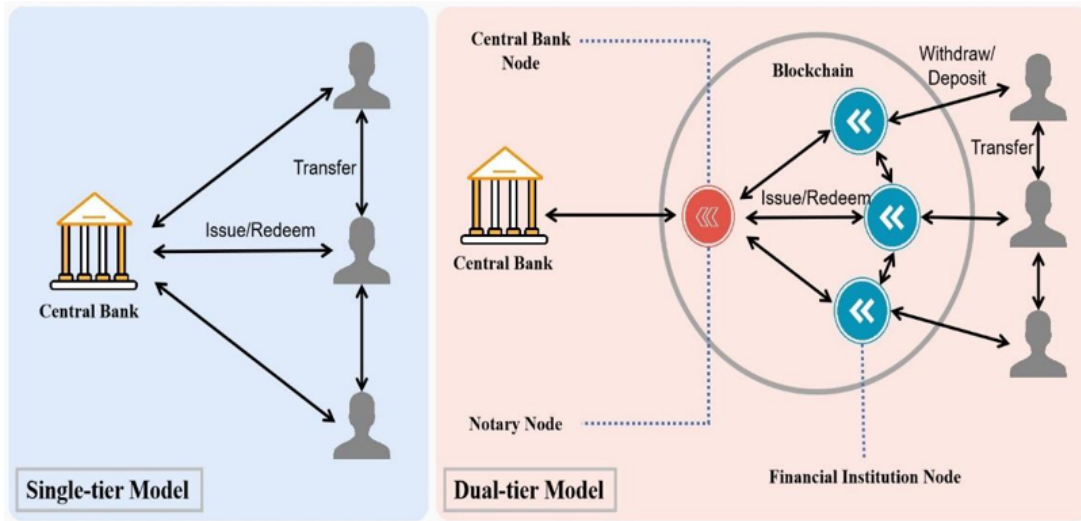 Transfer
Issue/Redeem
Central Bank
Single-tier Model
Central Bank
Node
Blockchain
Withdraw/
Deposit
Transfer
Issue/Redeem
Central Bank
Notary Node
Financial Institution Node
Dual-tier Model